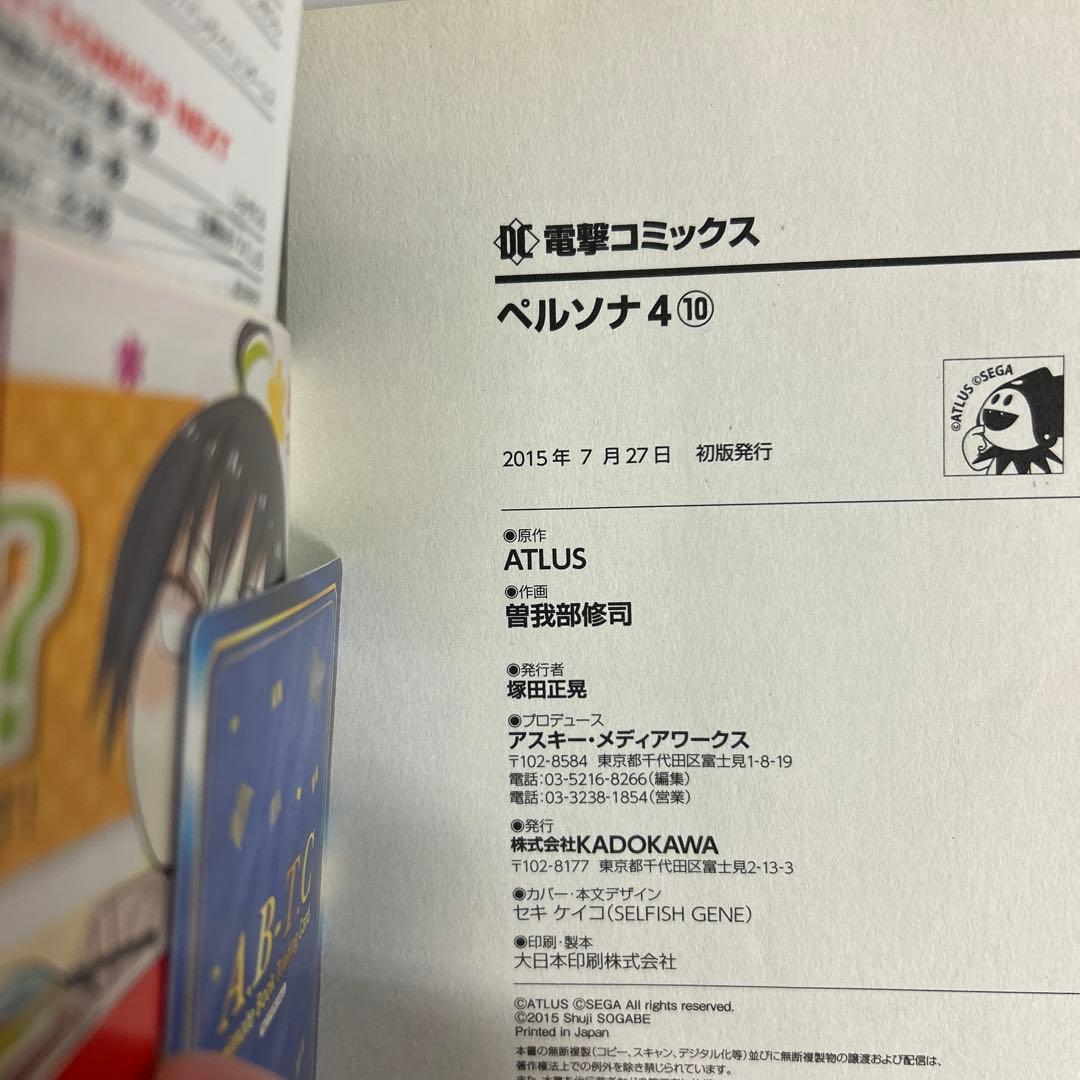 NEXT
DC 電撃コミックス
ペルソナ4⑩
©ATLUS ©SEGA
2015年 7月27日 初版発行
◉原作
ATLUS
◉作画
曽我部修司
◉発行者
塚田正晃
◉プロデュース
アスキー・メディアワークス
〒102-8584 東京都千代田区富士見1-8-19
電話:03-5216-8266(編集)
電話:03-3238-1854(営業)
◉発行
株式会社KADOKAWA
〒102-8177 東京都千代田区富士見2-13-3
◉カバー・本文デザイン
セキ ケイコ(SELFISH GENE)
◉印刷・製本
大日本印刷株式会社
©ATLUS ©SEGA All rights reserved.
©2015 Shuji SOGABE
Printed in Japan
本書の無断複製(コピー、スキャン、デジタル化等)並びに無断複製物の譲渡および配信は、
著作権法上での例外を除き禁じられています。
?
A.B-T.C